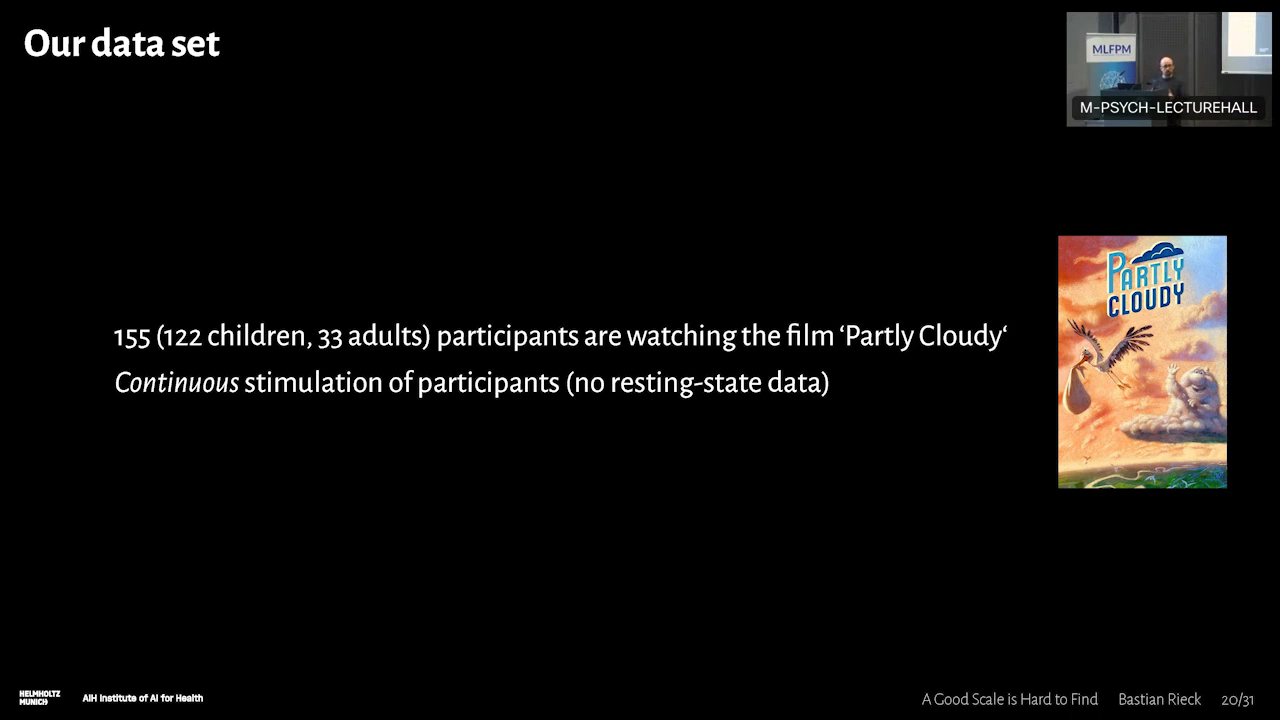 Our data set
MLFPM
M-PSYCH-LECTUREHALL
PARTLY
CLOUDY
155 (122 children, 33 adults) participants are watching the film ‘Partly Cloudy‘
Continuous stimulation of participants (no resting-state data)
HELMHOLTZ
MUNICH
AIH Institute of AI for Health
A Good Scale is Hard to Find Bastian Rieck 20/31